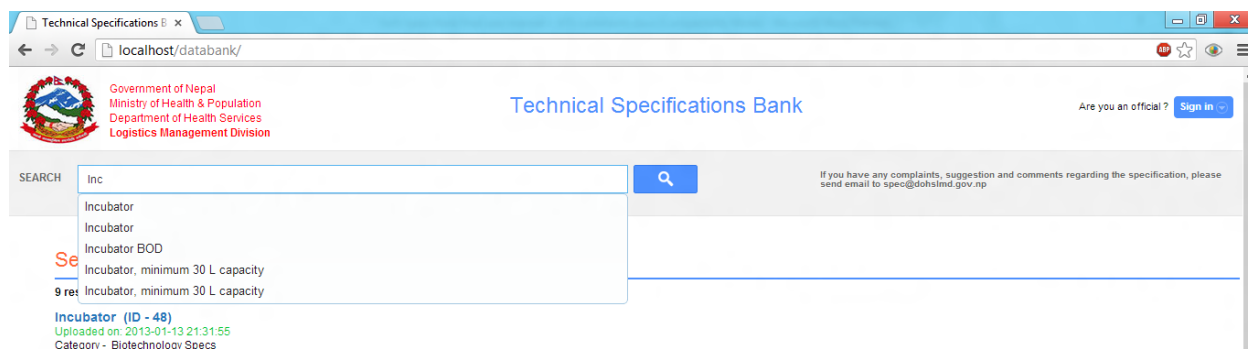 Technical Specifications B
localhost/databank/
ABP
Government of Nepal
Ministry of Health & Population
Department of Health Services
Logistics Management Division
Technical Specifications Bank
Are you an official ? Sign in
SEARCH
Inc
If you have any complaints, suggestion and comments regarding the specification, please
send email to spec@dohslmd.gov.np
Incubator
Incubator
Incubator BOD
Incubator, minimum 30 L capacity
Incubator, minimum 30 L capacity
Se
9 res
Incubator (ID - 48)
Uploaded on: 2013-01-13 21:31:55
Category - Biotechnology Specs